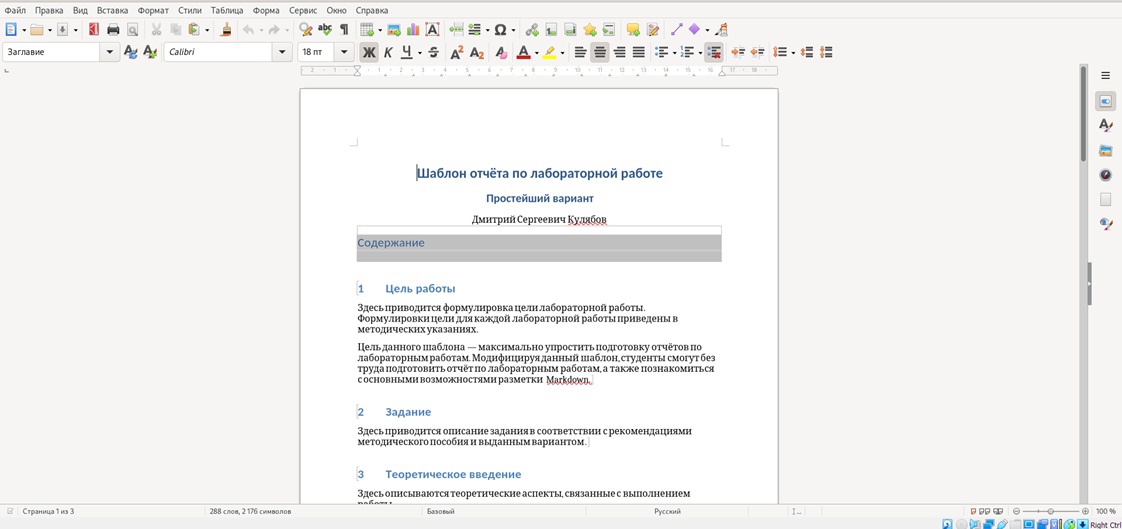 Файл Правка Вид Вставка Формат Стили Таблица Форма Сервис Окно Справка
Заглавие Calibri 18 пт
Шаблон отчёта по лабораторной работе
Простейший вариант
Дмитрий Сергеевич Кулябов
Содержание
1 Цель работы
Здесь приводится формулировка цели лабораторной работы.
Формулировки цели для каждой лабораторной работы приведены в
методических указаниях.
Цель данного шаблона — максимально упростить подготовку отчётов по
лабораторным работам. Модифицируя данный шаблон, студенты смогут без
труда подготовить отчёт по лабораторным работам, а также познакомиться
с основными возможностями разметки Markdown.
2 Задание
Здесь приводится описание задания в соответствии с рекомендациями
методического пособия и выданным вариантом.
3 Теоретическое введение
Здесь описываются теоретические аспекты, связанные с выполнением
работы.
Страница 1 из 3 288 слов, 2 176 символов Базовый Русский 100 %
Right Ctrl